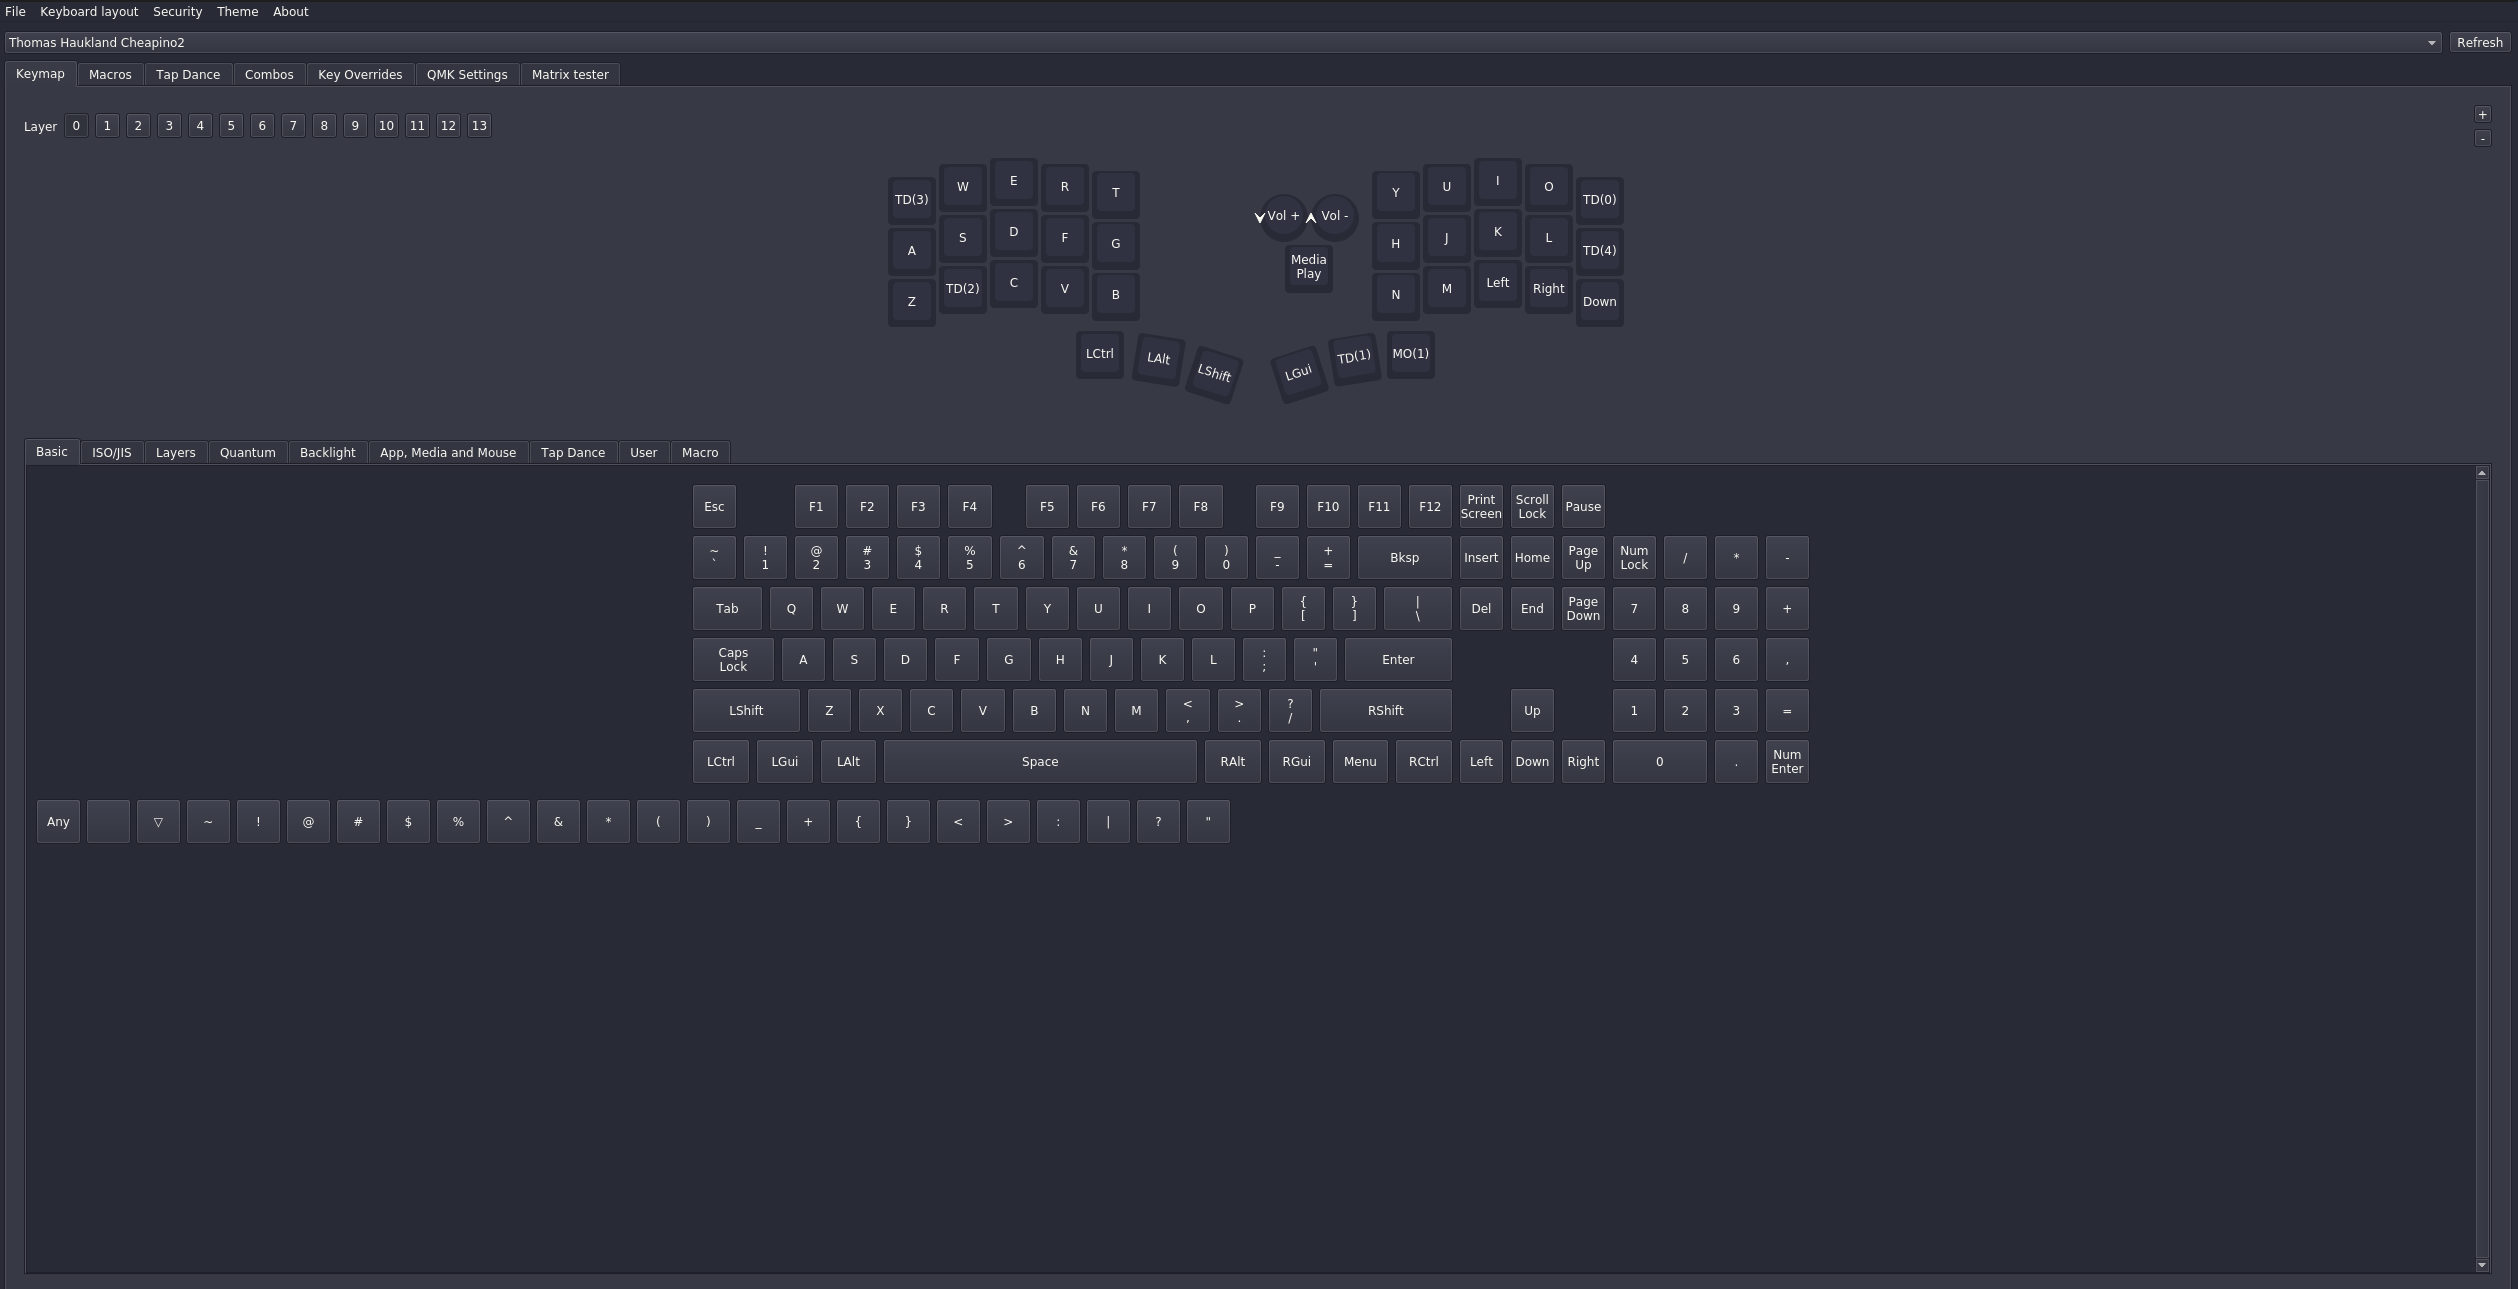 File Keyboard layout Security Theme About
Thomas Haukland Cheapino2 Refresh
Keymap Macros Tap Dance Combos Key Overrides QMK Settings Matrix tester
Layer 0 1 2 3 4 5 6 7 8 9 10 11 12 13
+
-
TD(3) W E R T
A S D F G
Z TD(2) C V B
LCtrl LAlt LShift
Vol + Vol -
Media
Play
Y U I O TD(0)
H J K L TD(4)
N M Left Right Down
LGui TD(1) MO(1)
Basic ISO/JIS Layers Quantum Backlight App, Media and Mouse Tap Dance User Macro
Esc F1 F2 F3 F4 F5 F6 F7 F8 F9 F10 F11 F12 Print Screen Scroll Lock Pause
~ ! @ # $ % ^ & * ( ) _ +
` 1 2 3 4 5 6 7 8 9 0 - = Bksp Insert Home Page Up Num Lock / * -
Tab Q W E R T Y U I O P { [ } ] | \ Del End Page Down 7 8 9 +
Caps Lock A S D F G H J K L : ; " ' Enter 4 5 6 ,
LShift Z X C V B N M < , > . ? / RShift Up 1 2 3 =
LCtrl LGui LAlt Space RAlt RGui Menu RCtrl Left Down Right 0 . Num Enter
Any ▽ ~ ! @ # $ % ^ & * ( ) _ + { } < > : | ? "